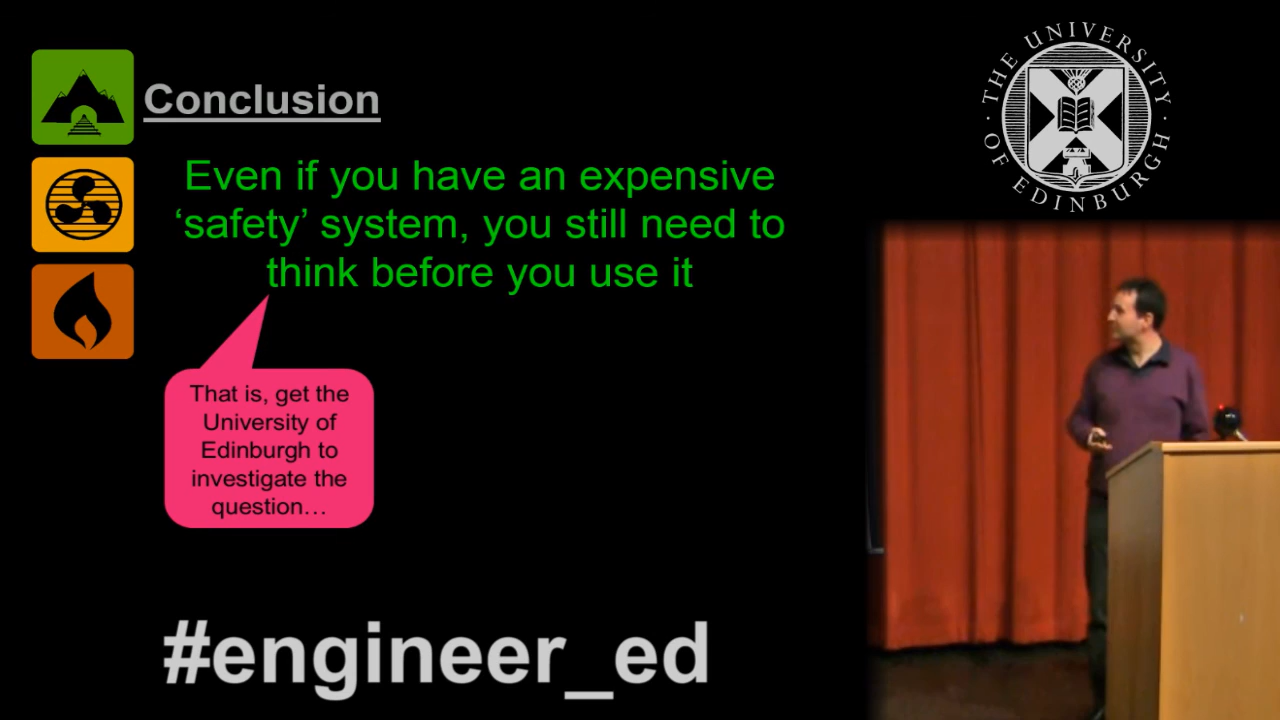 Conclusion
Even if you have an expensive
‘safety’ system, you still need to
think before you use it
That is, get the
University of
Edinburgh to
investigate the
question…
#engineer_ed
THE UNIVERSITY
OF EDINBURGH